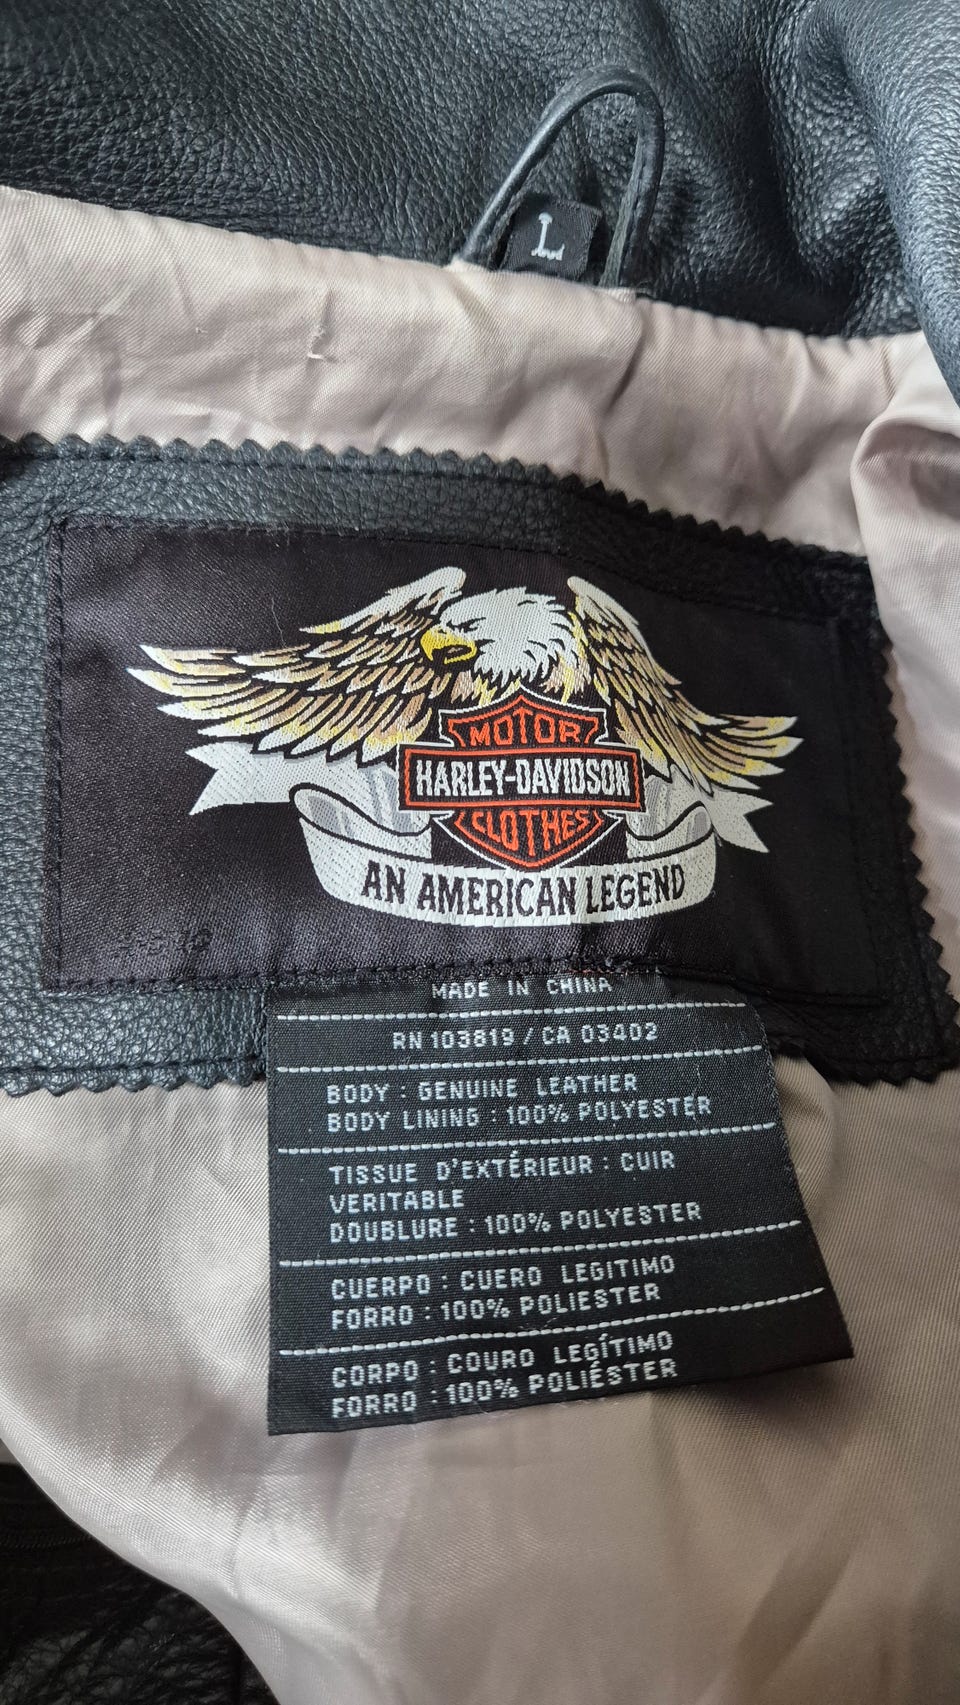 L
MOTOR
HARLEY-DAVIDSON
CLOTHES
AN AMERICAN LEGEND
MADE IN CHINA
RN 103819 / CA 03402
BODY : GENUINE LEATHER
BODY LINING : 100% POLYESTER
TISSUE D'EXTÉRIEUR : CUIR
VERITABLE
DOUBLURE : 100% POLYESTER
CUERPO : CUERO LEGITIMO
FORRO : 100% POLIESTER
CORPO : COURO LEGÍTIMO
FORRO : 100% POLIÉSTER